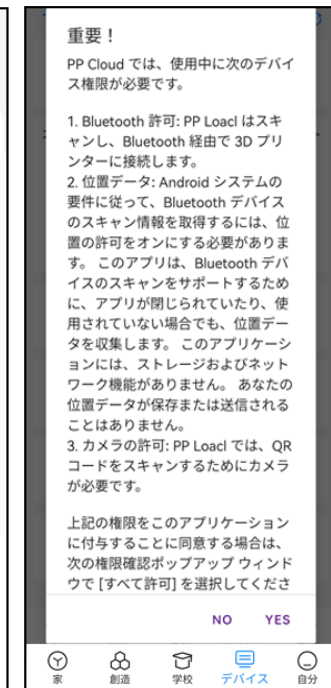 重要！
PP Cloud では、使用中に次のデバイ
ス権限が必要です。
1. Bluetooth 許可: PP Loacl はスキ
ャンし、Bluetooth 経由で 3D プリ
ンターに接続します。
2. 位置データ: Android システムの
要件に従って、Bluetooth デバイス
のスキャン情報を取得するには、位
置の許可をオンにする必要がありま
す。 このアプリは、Bluetooth デバ
イスのスキャンをサポートするため
に、アプリが閉じられていたり、使
用されていない場合でも、位置デー
タを収集します。 このアプリケーシ
ョンには、ストレージおよびネット
ワーク機能がありません。 あなたの
位置データが保存または送信される
ことはありません。
3. カメラの許可: PP Loacl では、QR
コードをスキャンするためにカメラ
が必要です。
上記の権限をこのアプリケーション
に付与することに同意する場合は、
次の権限確認ポップアップ ウィンド
ウで [すべて許可] を選択してくださ
NO YES
家 創造 学校 デバイス 自分